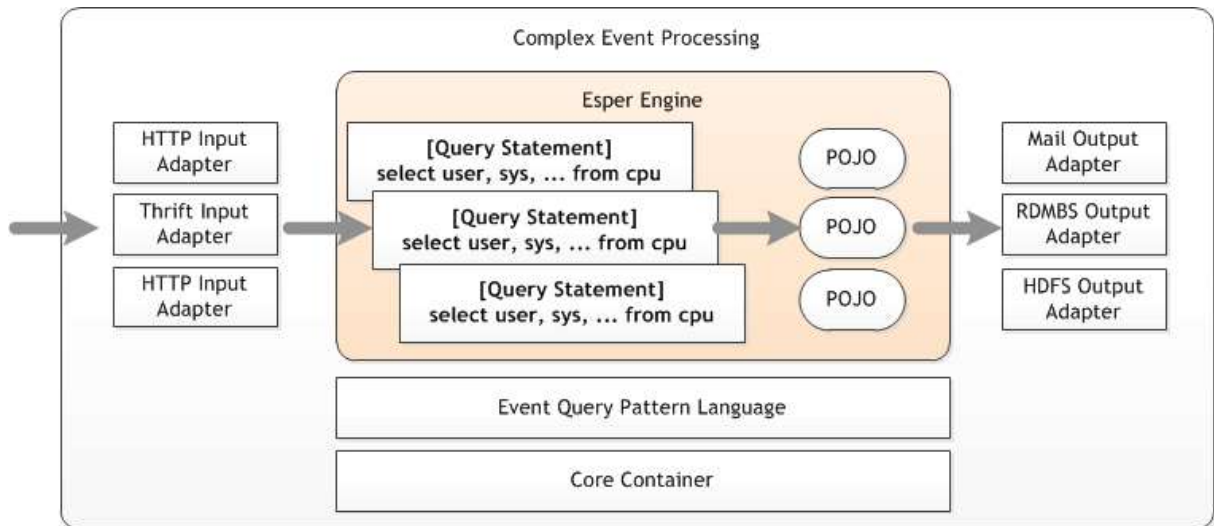 Complex Event Processing
Esper Engine
HTTP Input
Adapter
Thrift Input
Adapter
HTTP Input
Adapter
[Query Statement]
select user, sys, ... from cpu
[Query Statement]
select user, sys, ... from cpu
[Query Statement]
select user, sys, ... from cpu
POJO
POJO
POJO
Mail Output
Adapter
RDMBS Output
Adapter
HDFS Output
Adapter
Event Query Pattern Language
Core Container